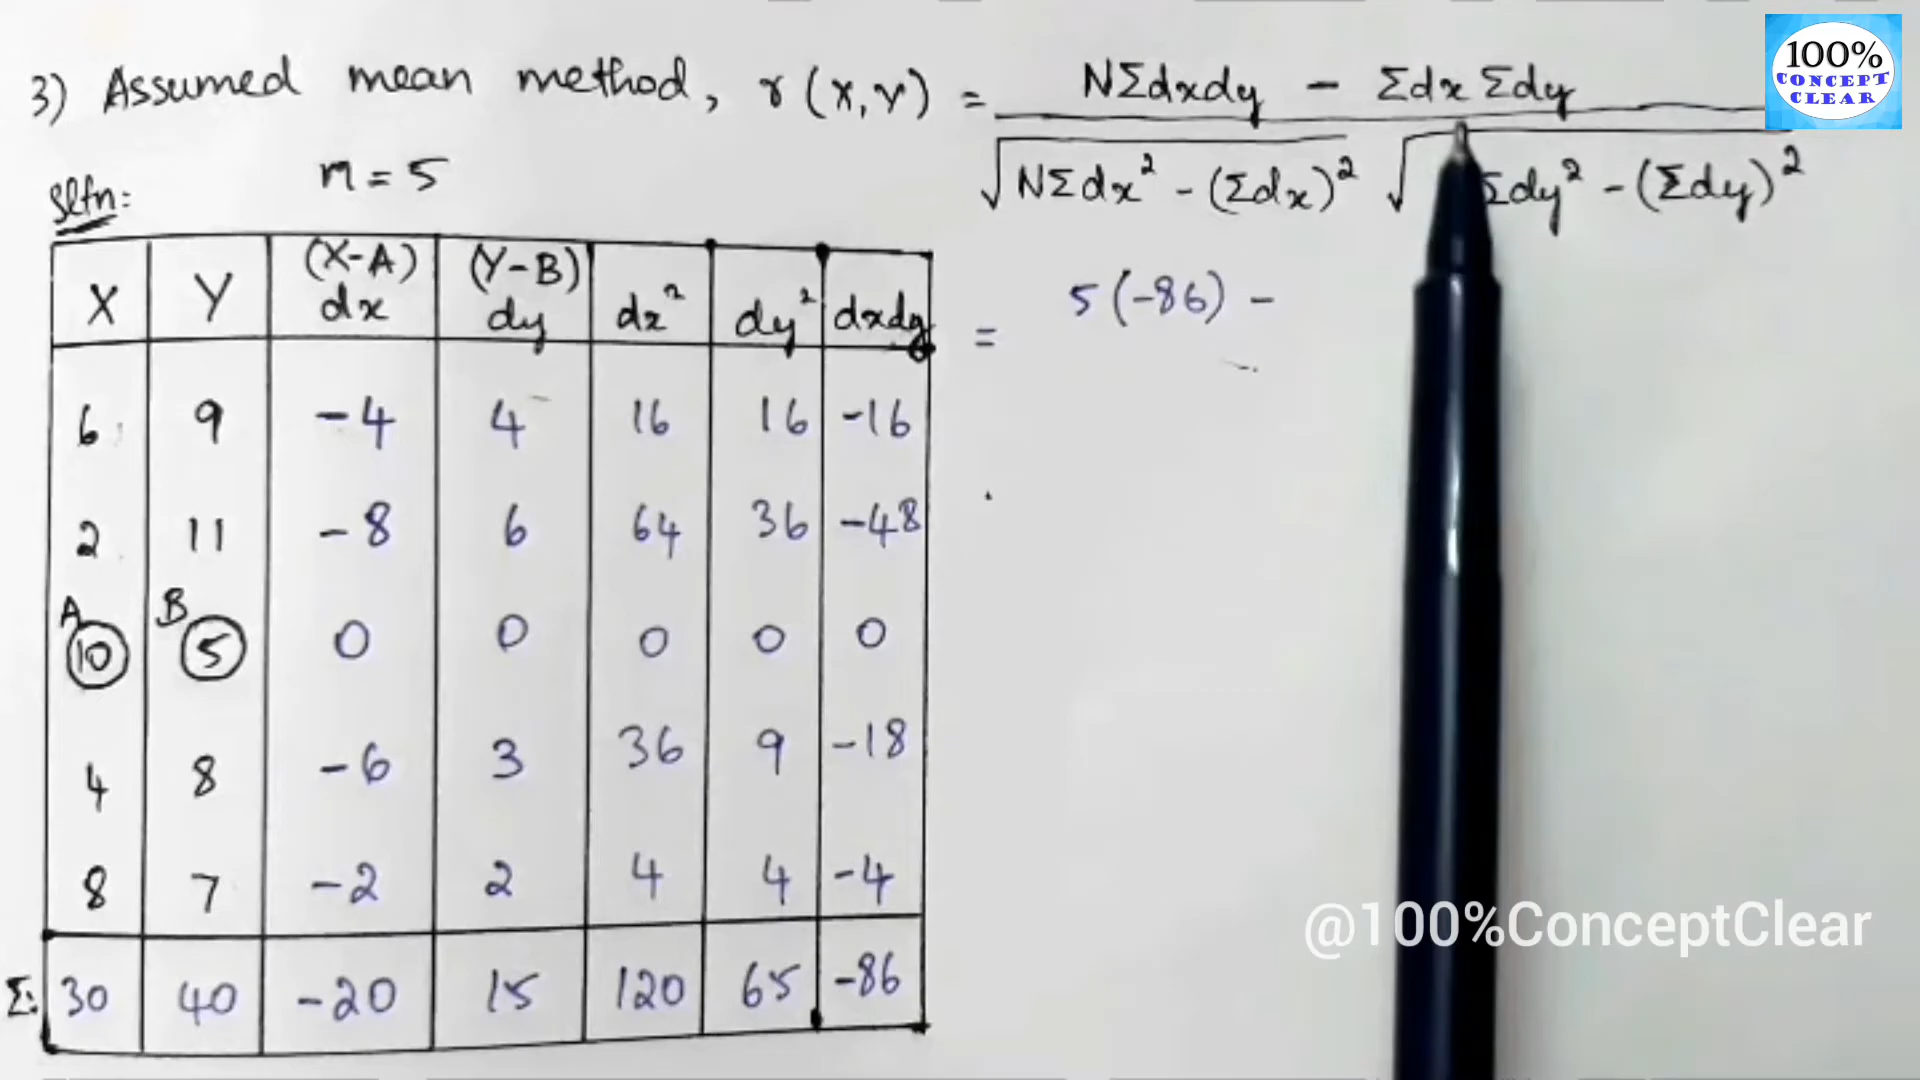 100%
CONCEPT
CLEAR
3) Assumed mean method, r(X,Y) = NΣdxdy - Σdx Σdy
√NΣdx² - (Σdx)² √ Σdy² - (Σdy)²
Soltn: n = 5
X Y (X-A) dx (Y-B) dy dx² dy² dxdy
= 5(-86) -
6 9 -4 4 16 16 -16
2 11 -8 6 64 36 -48
A 10 B 5 0 0 0 0 0
4 8 -6 3 36 9 -18
8 7 -2 2 4 4 -4
Σ: 30 40 -20 15 120 65 -86
@100%ConceptClear